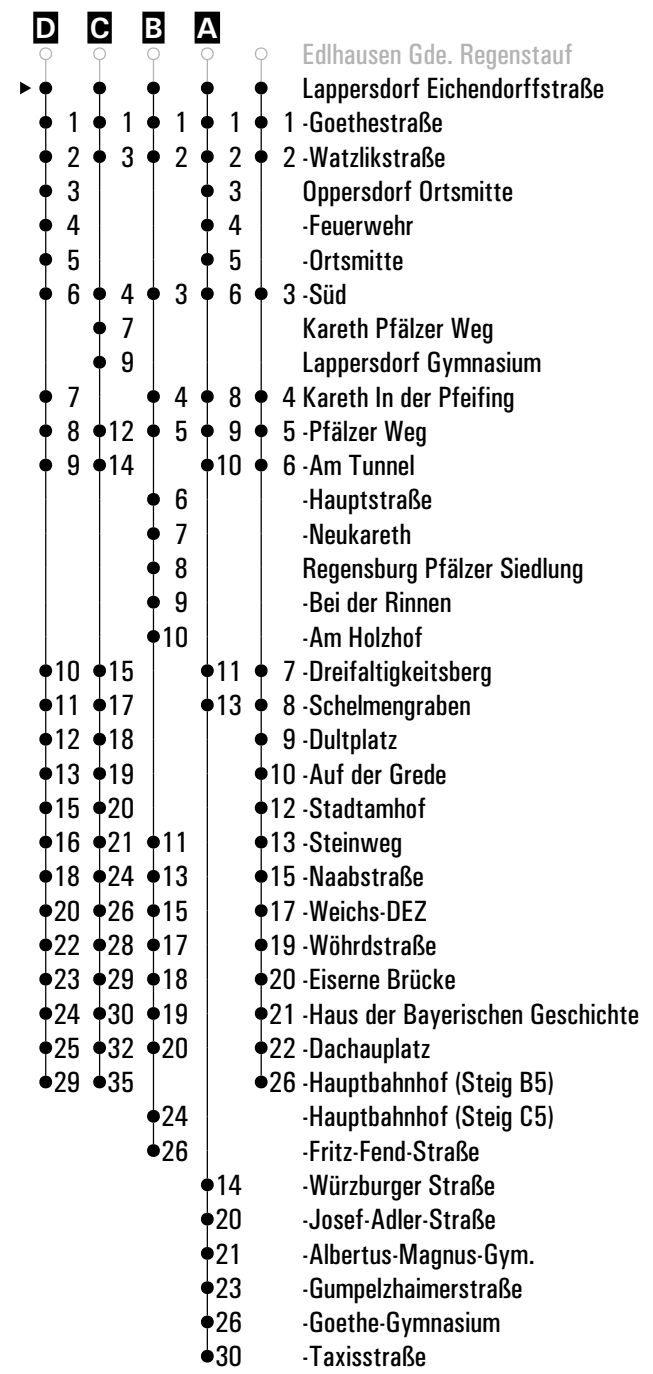 D C B A
Edlhausen Gde. Regenstauf
Lappersdorf Eichendorffstraße
1 1 1 1 1 -Goethestraße
2 3 2 2 2 -Watzlikstraße
3 3 Oppersdorf Ortsmitte
4 4 -Feuerwehr
5 5 -Ortsmitte
6 4 3 6 3 -Süd
7 Kareth Pfälzer Weg
9 Lappersdorf Gymnasium
7 4 8 4 Kareth In der Pfeifing
8 12 5 9 5 -Pfälzer Weg
9 14 10 6 -Am Tunnel
6 -Hauptstraße
7 -Neukareth
8 Regensburg Pfälzer Siedlung
9 -Bei der Rinnen
10 -Am Holzhof
10 15 11 7 -Dreifaltigkeitsberg
11 17 13 8 -Schelmengraben
12 18 9 -Dultplatz
13 19 10 -Auf der Grede
15 20 12 -Stadtamhof
16 21 11 13 -Steinweg
18 24 13 15 -Naabstraße
20 26 15 17 -Weichs-DEZ
22 28 17 19 -Wöhrdstraße
23 29 18 20 -Eiserne Brücke
24 30 19 21 -Haus der Bayerischen Geschichte
25 32 20 22 -Dachauplatz
29 35 26 -Hauptbahnhof (Steig B5)
24 -Hauptbahnhof (Steig C5)
26 -Fritz-Fend-Straße
14 -Würzburger Straße
20 -Josef-Adler-Straße
21 -Albertus-Magnus-Gym.
23 -Gumpelzhaimerstraße
26 -Goethe-Gymnasium
30 -Taxisstraße